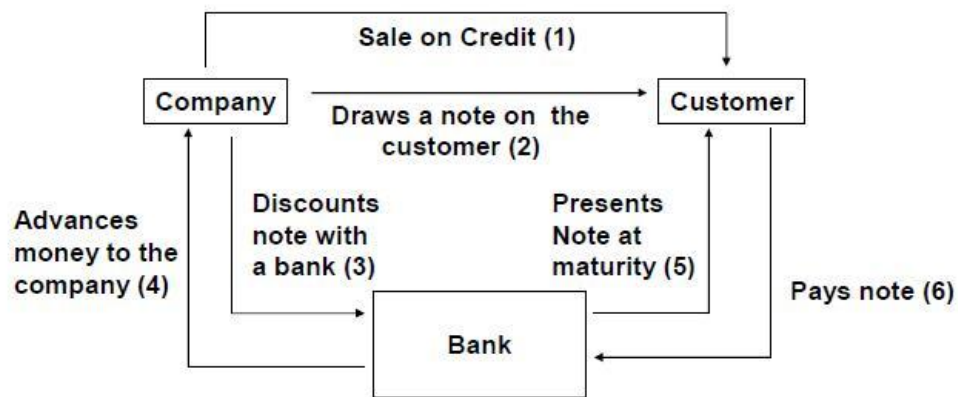 Sale on Credit (1)
Company
Customer
Draws a note on the
customer (2)
Advances
money to the
company (4)
Discounts
note with
a bank (3)
Presents
Note at
maturity (5)
Pays note (6)
Bank